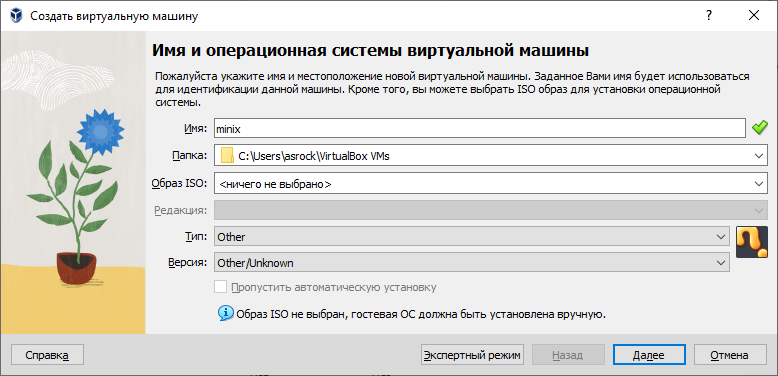 Создать виртуальную машину
Имя и операционная системы виртуальной машины
Пожалуйста укажите имя и местоположение новой виртуальной машины. Заданное Вами имя будет использоваться
для идентификации данной машины. Кроме того, вы можете выбрать ISO образ для установки операционной
системы.
Имя: minix
Папка: C:\Users\asrock\VirtualBox VMs
Образ ISO: <ничего не выбрано>
Редакция:
Тип: Other
Версия: Other/Unknown
Пропустить автоматическую установку
Образ ISO не выбран, гостевая ОС должна быть установлена вручную.
Справка Экспертный режим Назад Далее Отмена